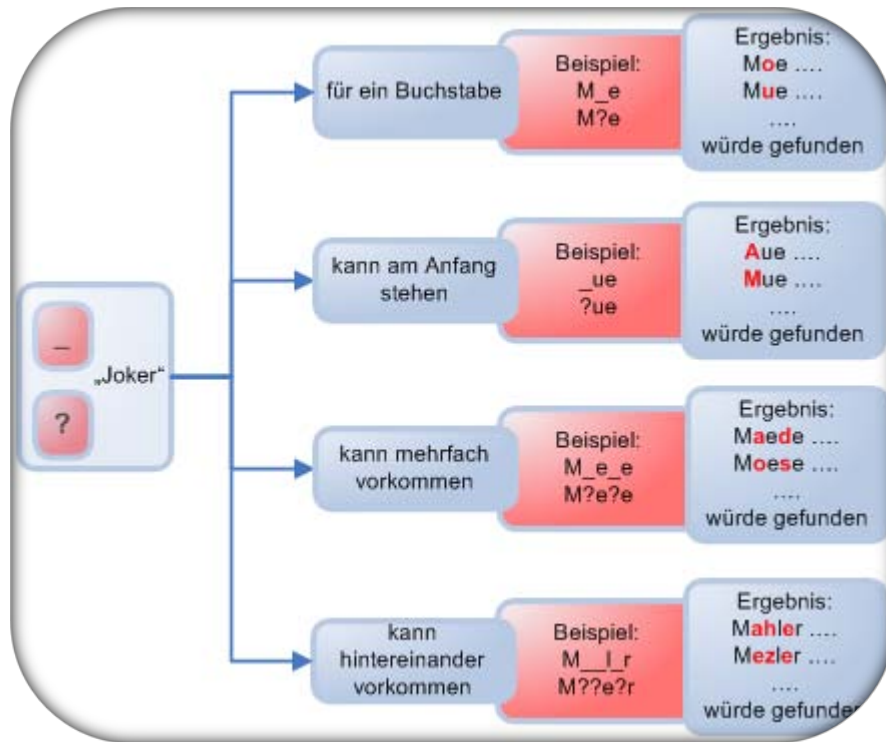 für ein Buchstabe
Beispiel:
M_e
M?e
Ergebnis:
Moe ....
Mue ....
....
würde gefunden
kann am Anfang
stehen
Beispiel:
_ue
?ue
Ergebnis:
Aue ....
Mue ....
....
würde gefunden
_
?
„Joker“
kann mehrfach
vorkommen
Beispiel:
M_e_e
M?e?e
Ergebnis:
Maede ....
Moese ....
....
würde gefunden
kann
hintereinander
vorkommen
Beispiel:
M__l_r
M??e?r
Ergebnis:
Mahler ....
Mezler ....
....
würde gefunden